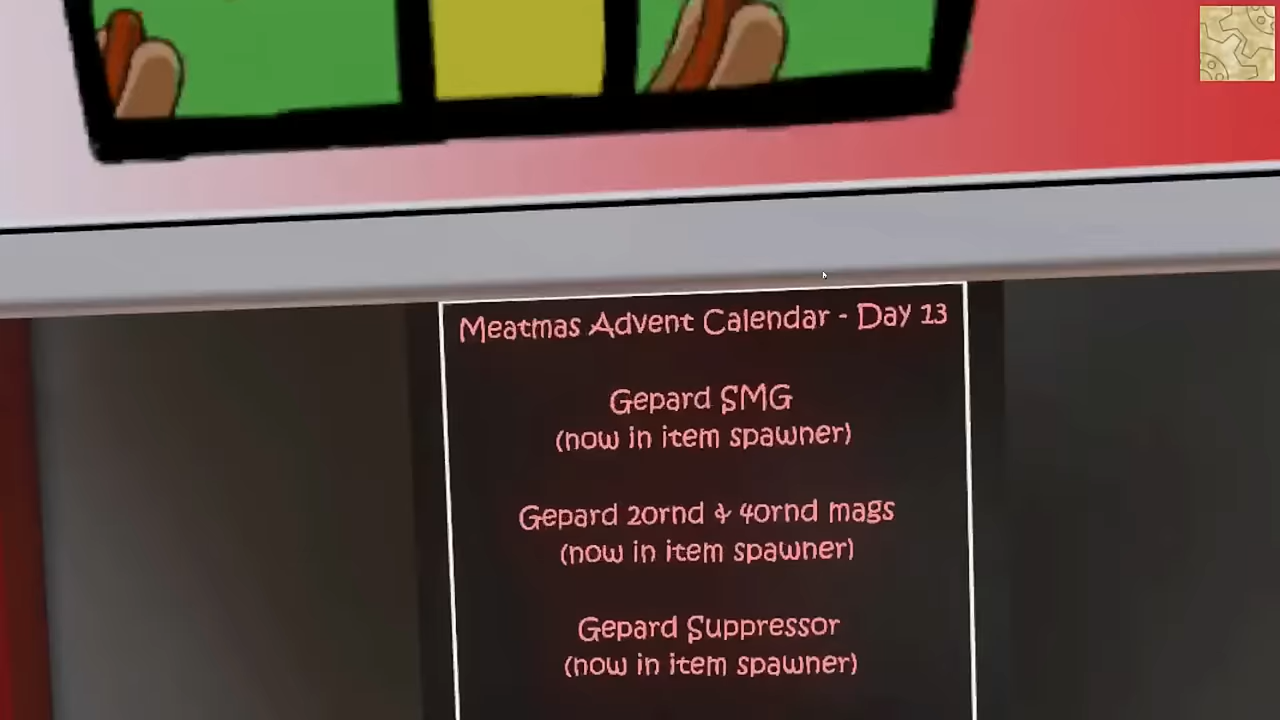 Meatmas Advent Calendar - Day 13
Gepard SMG
(now in item spawner)
Gepard 20rnd & 40rnd mags
(now in item spawner)
Gepard Suppressor
(now in item spawner)